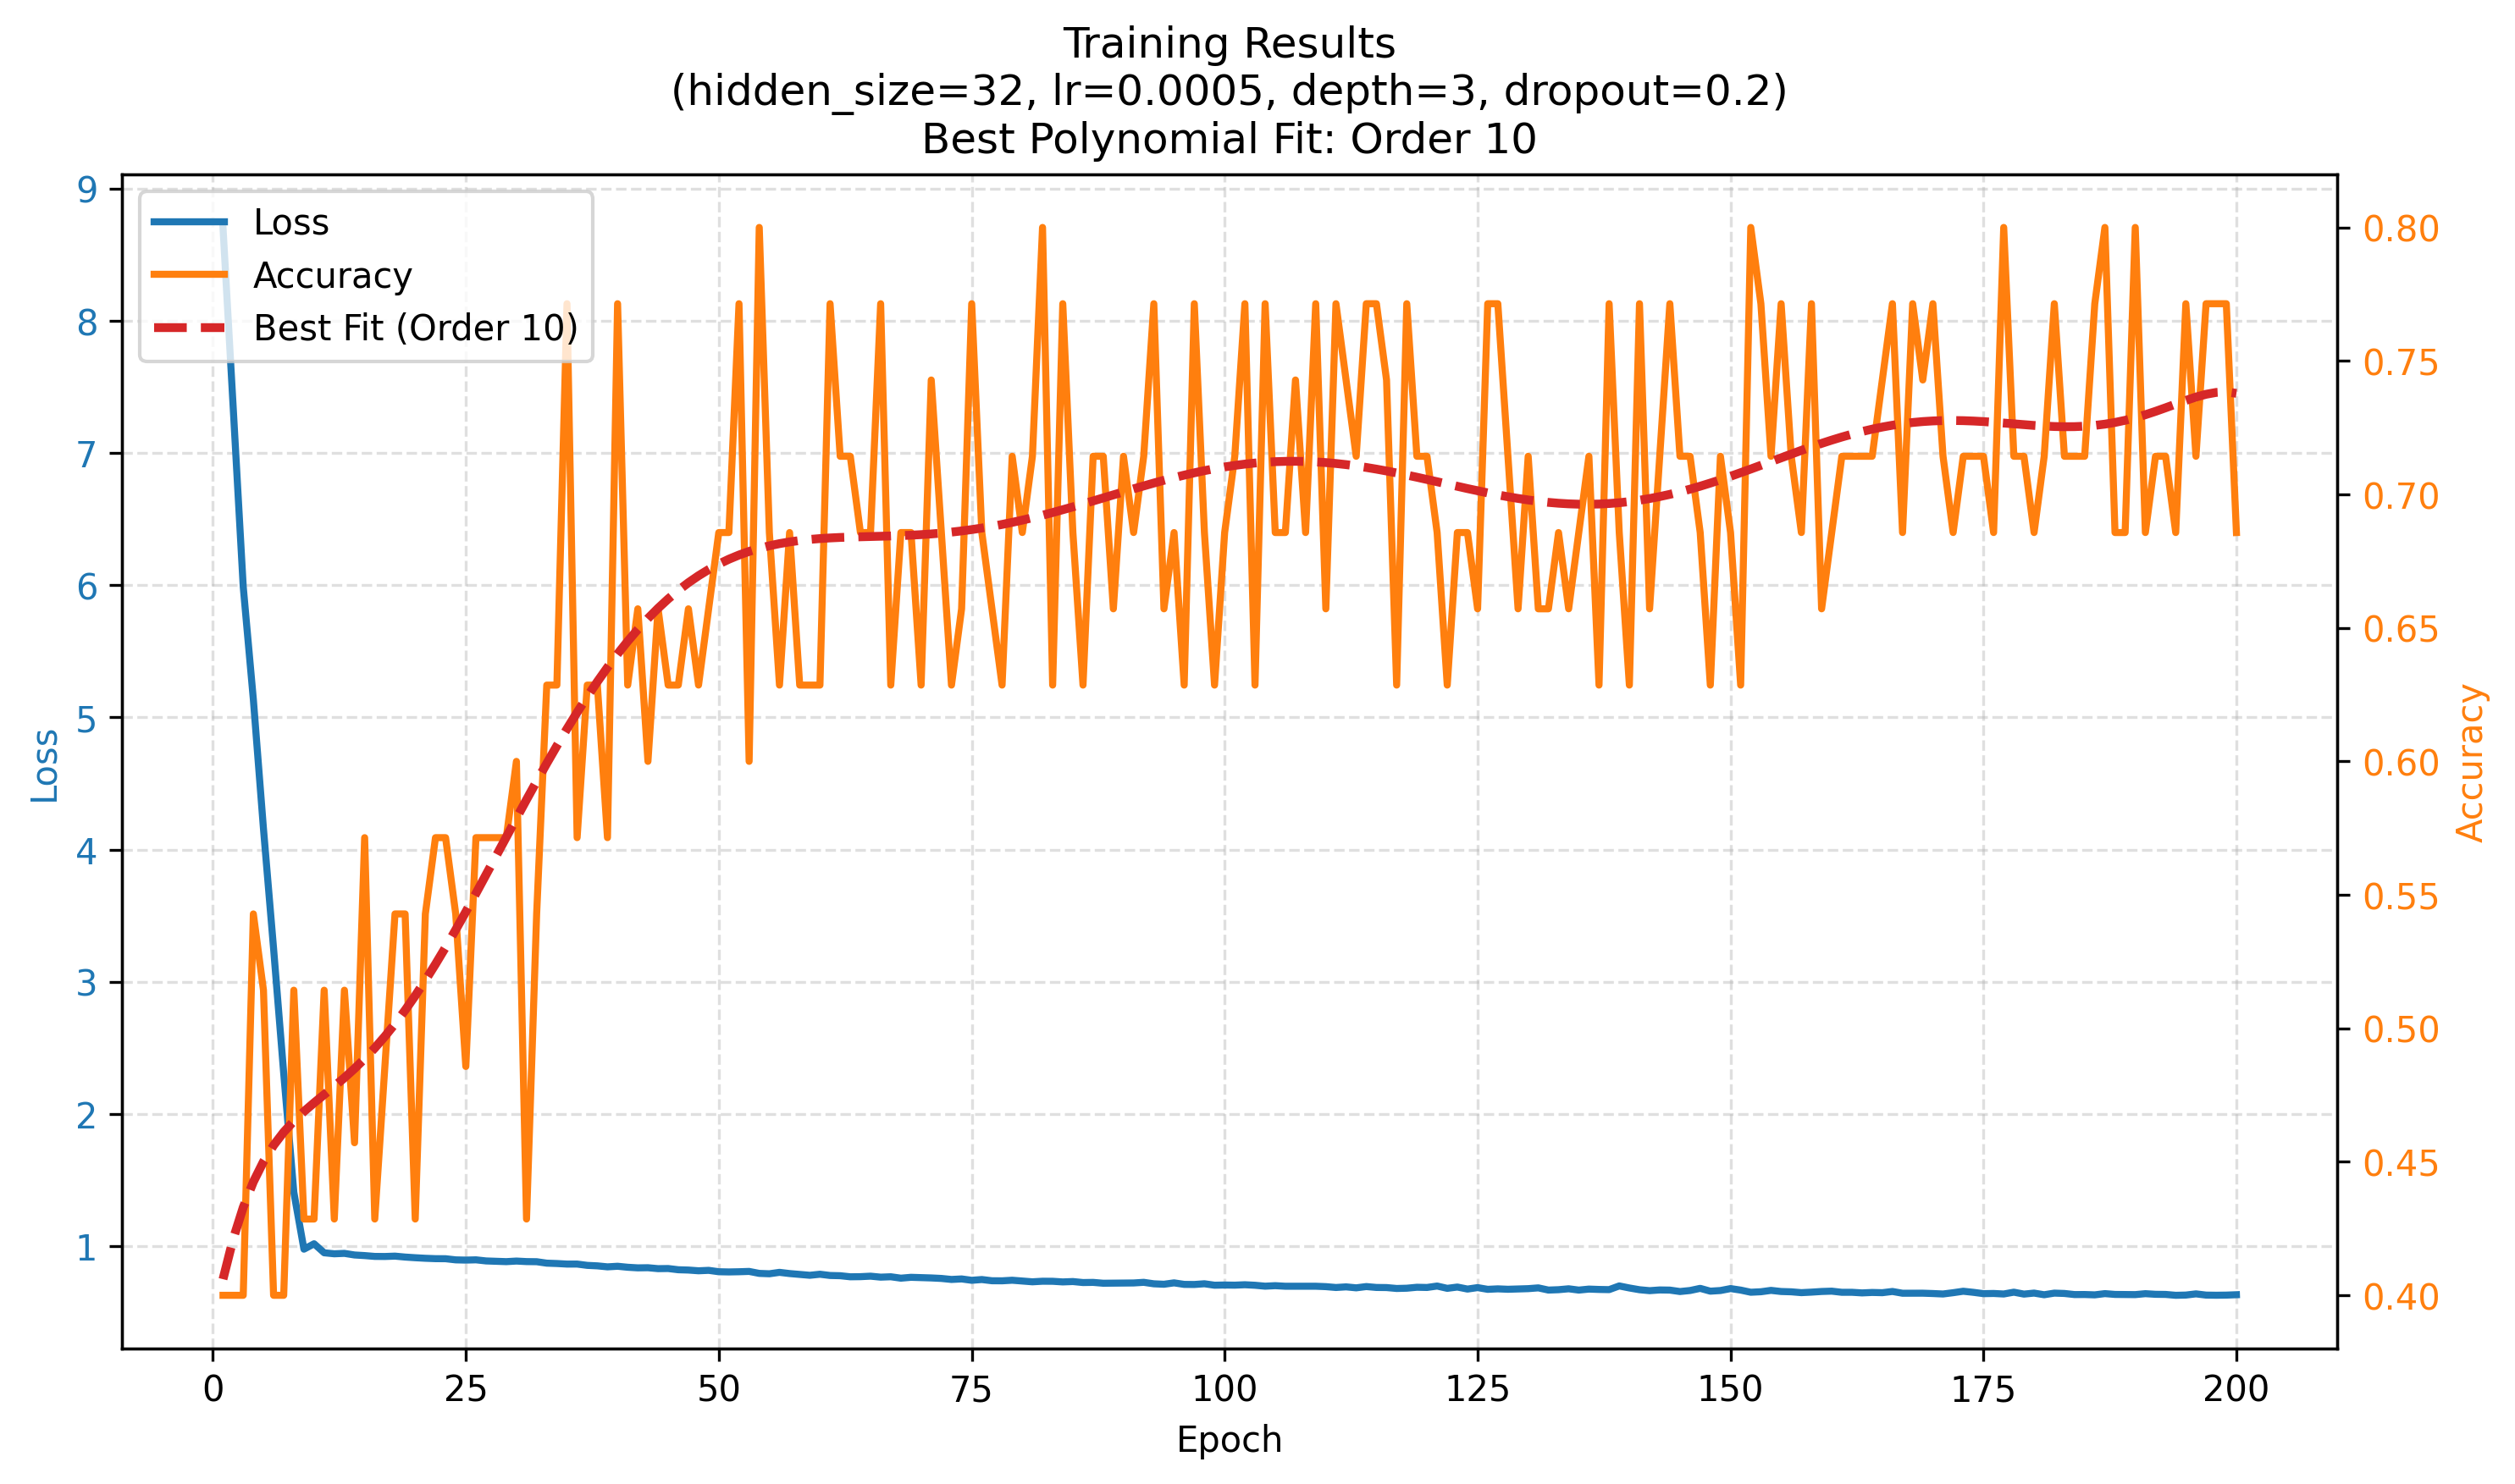 Training Results
(hidden_size=32, lr=0.0005, depth=3, dropout=0.2)
Best Polynomial Fit: Order 10
Loss
Accuracy
Best Fit (Order 10)
9
8
7
6
5
4
3
2
1
Loss
0.80
0.75
0.70
0.65
0.60
0.55
0.50
0.45
0.40
Accuracy
0 25 50 75 100 125 150 175 200
Epoch